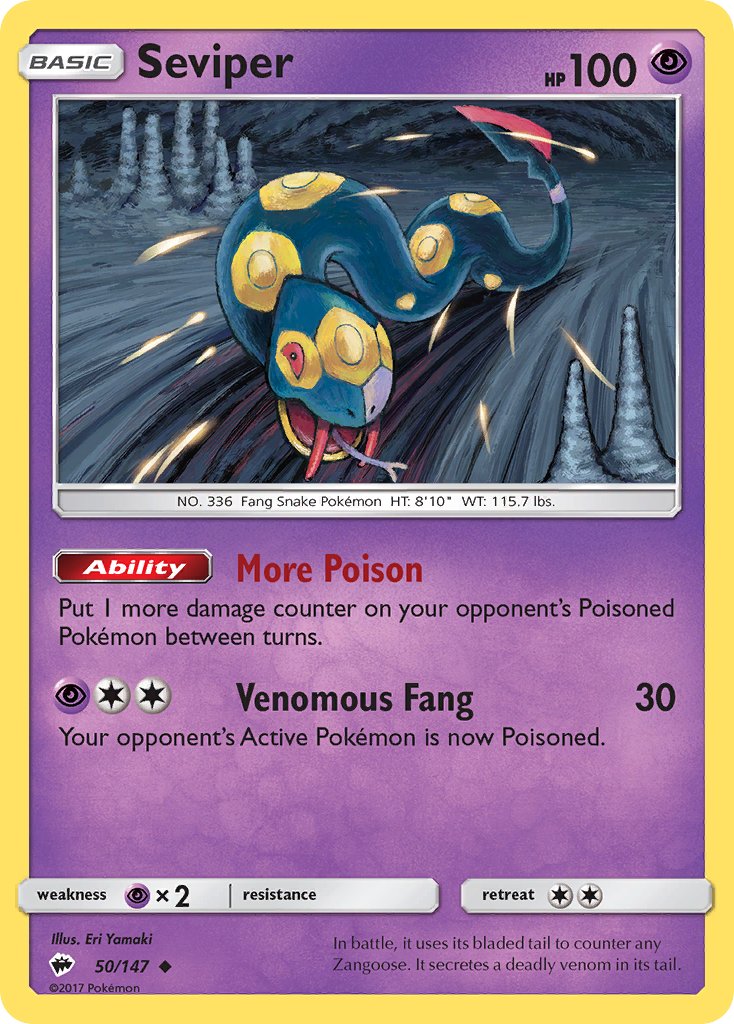 BASIC Seviper HP 100
NO. 336 Fang Snake Pokémon HT: 8'10" WT: 115.7 lbs.
Ability More Poison
Put 1 more damage counter on your opponent's Poisoned
Pokémon between turns.
Venomous Fang 30
Your opponent's Active Pokémon is now Poisoned.
weakness × 2 resistance retreat
Illus. Eri Yamaki
50/147
©2017 Pokémon
In battle, it uses its bladed tail to counter any
Zangoose. It secretes a deadly venom in its tail.